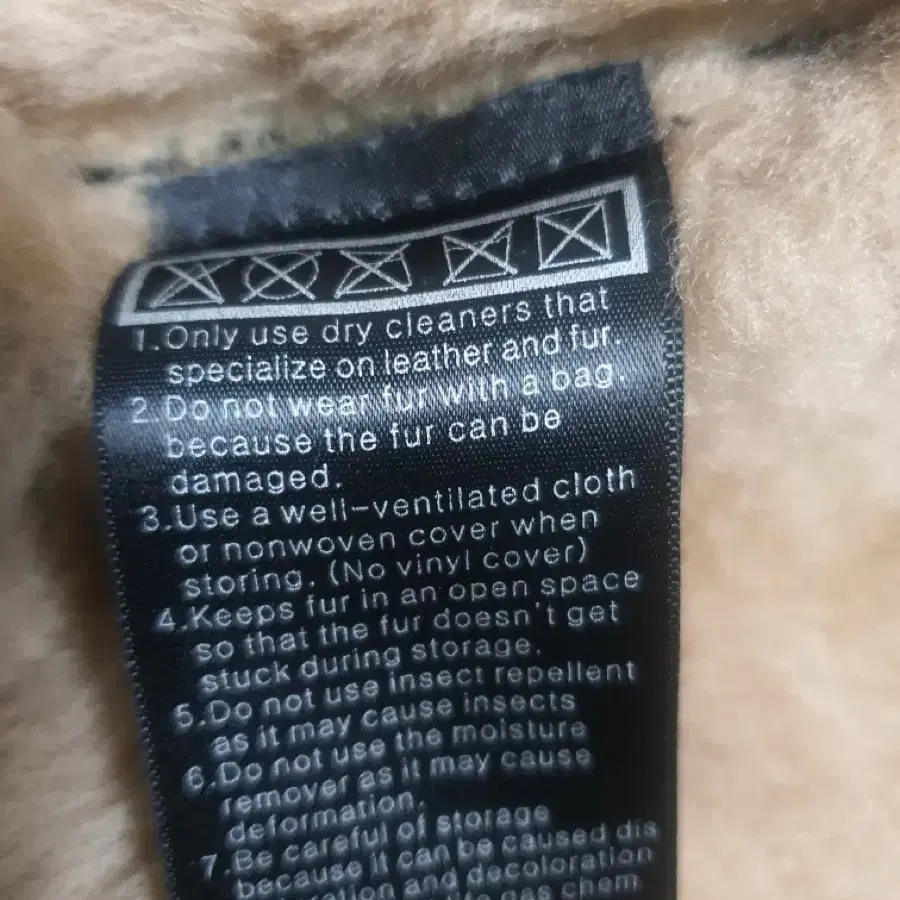 1.Only use dry cleaners that
specialize on leather and fur.
2.Do not wear fur with a bag.
because the fur can be
damaged.
3.Use a well-ventilated cloth
or nonwoven cover when
storing. (No vinyl cover)
4.Keeps fur in an open space
so that the fur doesn't get
stuck during storage.
5.Do not use insect repellent
as it may cause insects
6.Do not use the moisture
remover as it may cause
deformation.
7.Be careful of storage
because it can be caused dis
and decoloration
gas chem